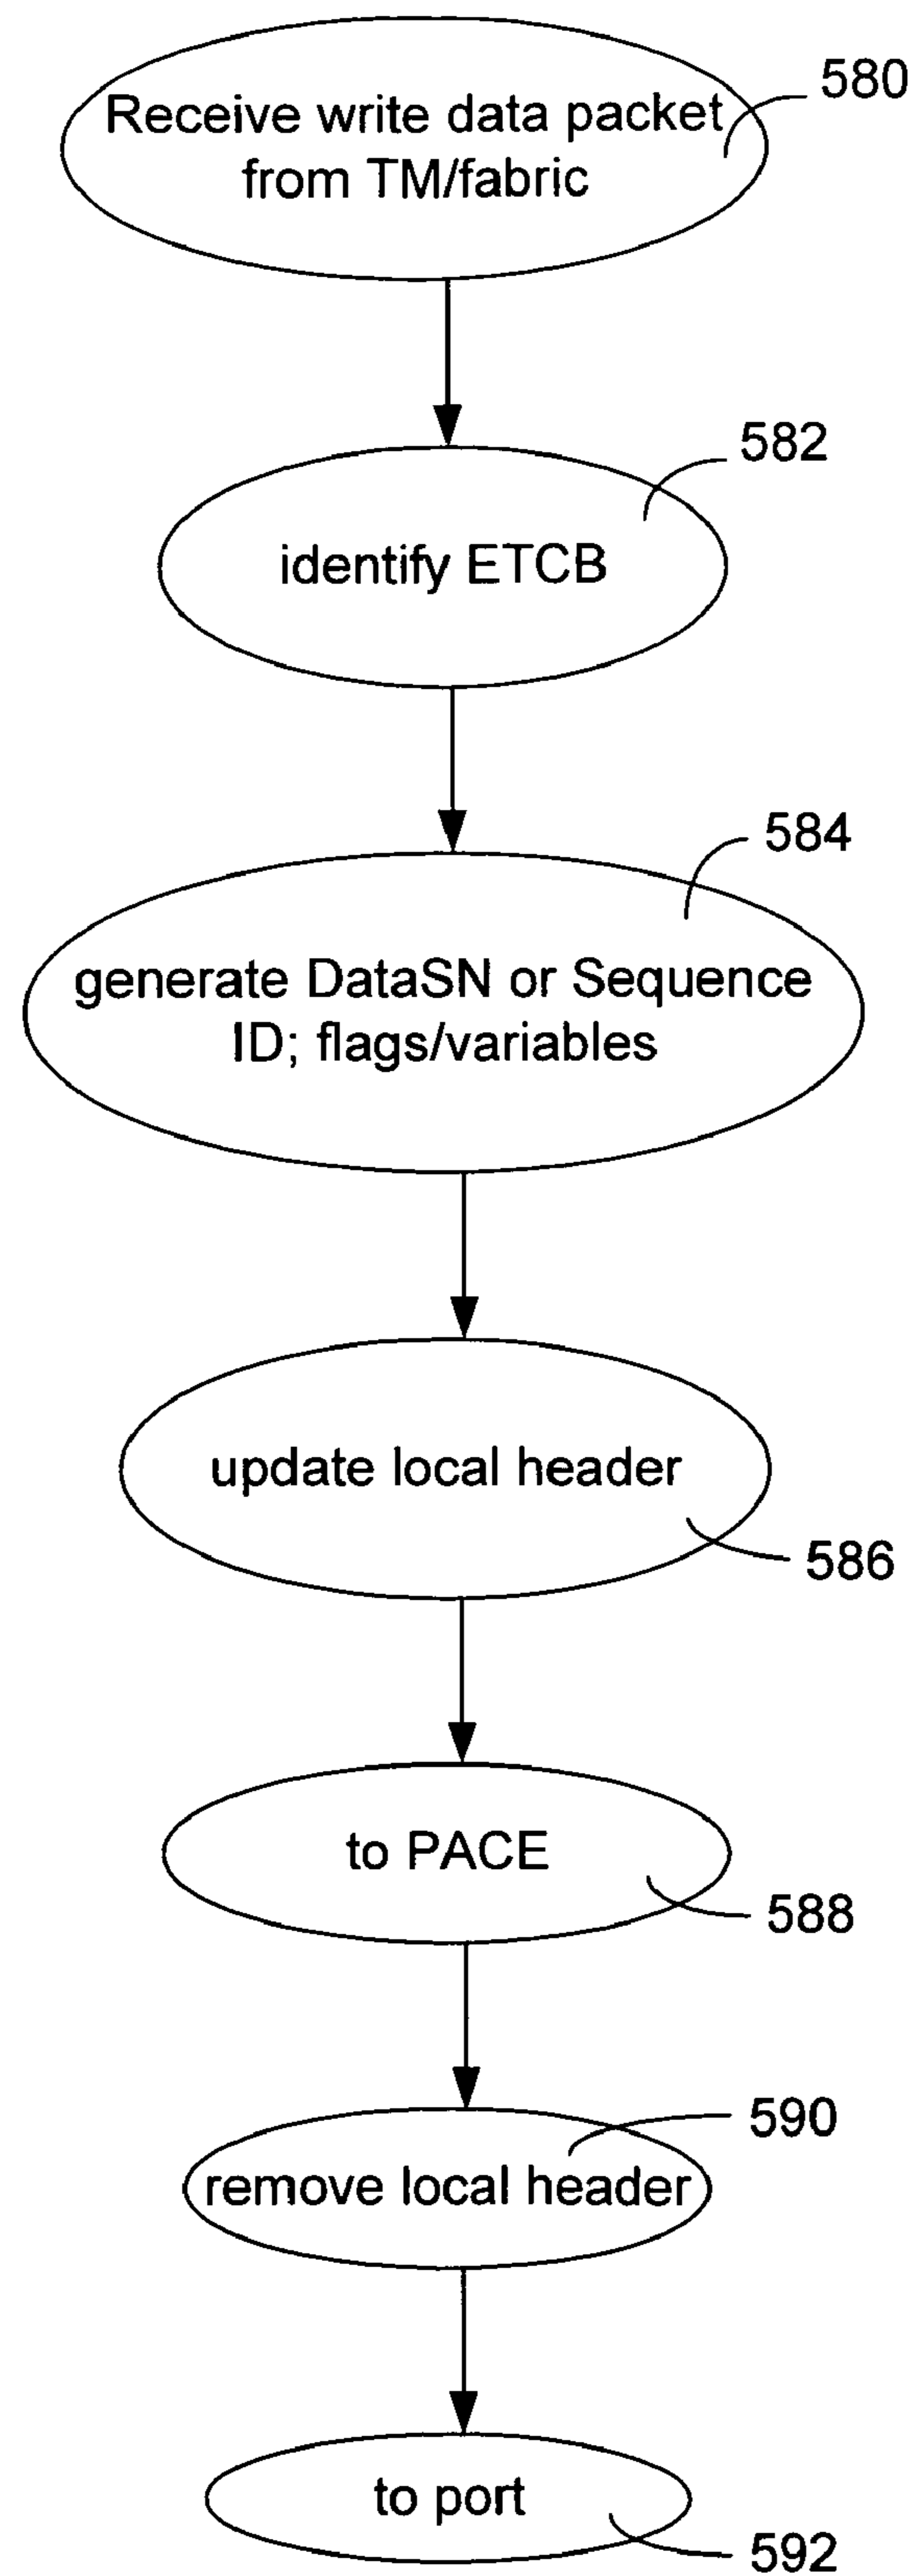 580
Receive write data packet
from TM/fabric
582
identify ETCB
584
generate DataSN or Sequence
ID; flags/variables
update local header
586
to PACE
588
590
remove local header
to port
592